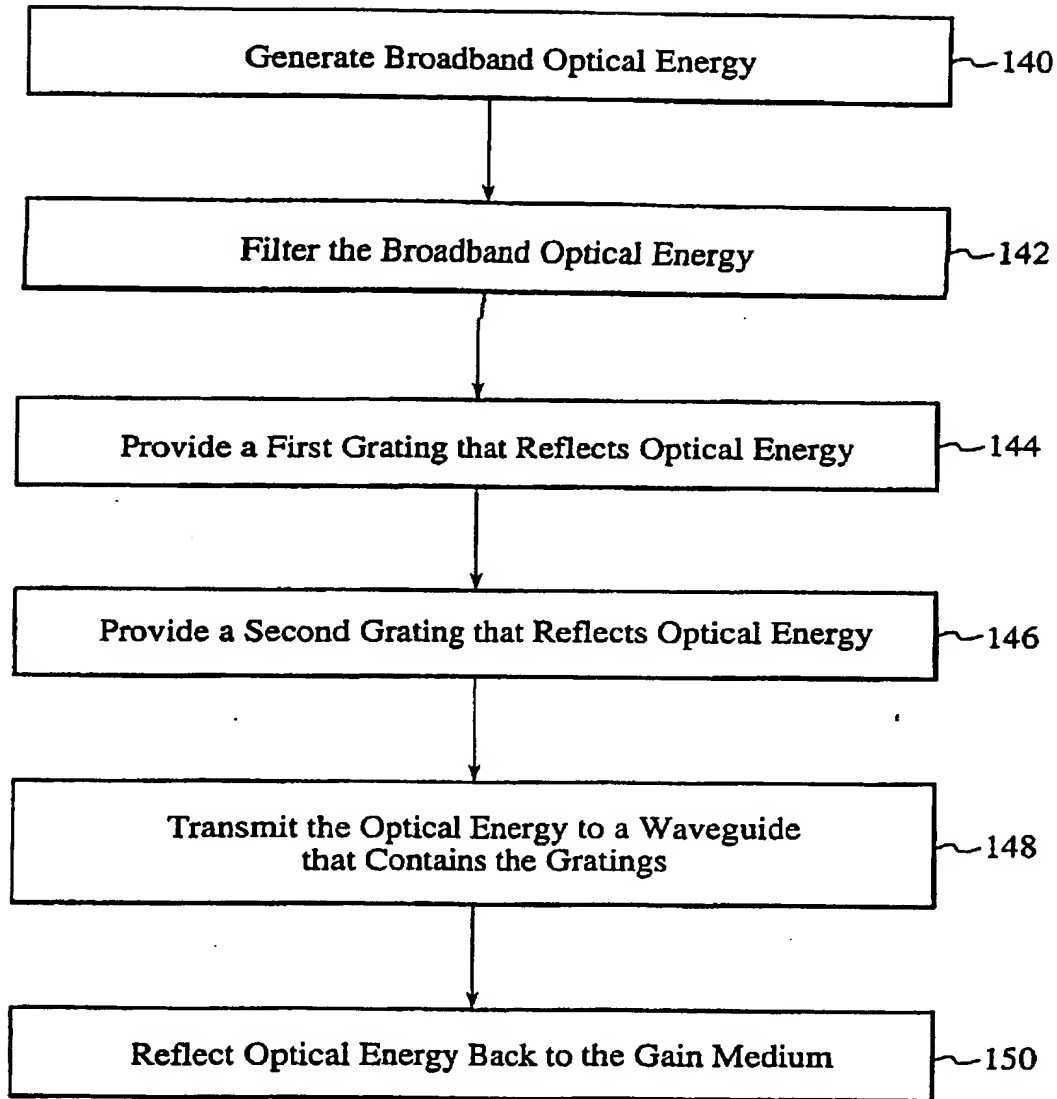 Generate Broadband Optical Energy 140
Filter the Broadband Optical Energy 142
Provide a First Grating that Reflects Optical Energy 144
Provide a Second Grating that Reflects Optical Energy 146
Transmit the Optical Energy to a Waveguide
that Contains the Gratings 148
Reflect Optical Energy Back to the Gain Medium 150